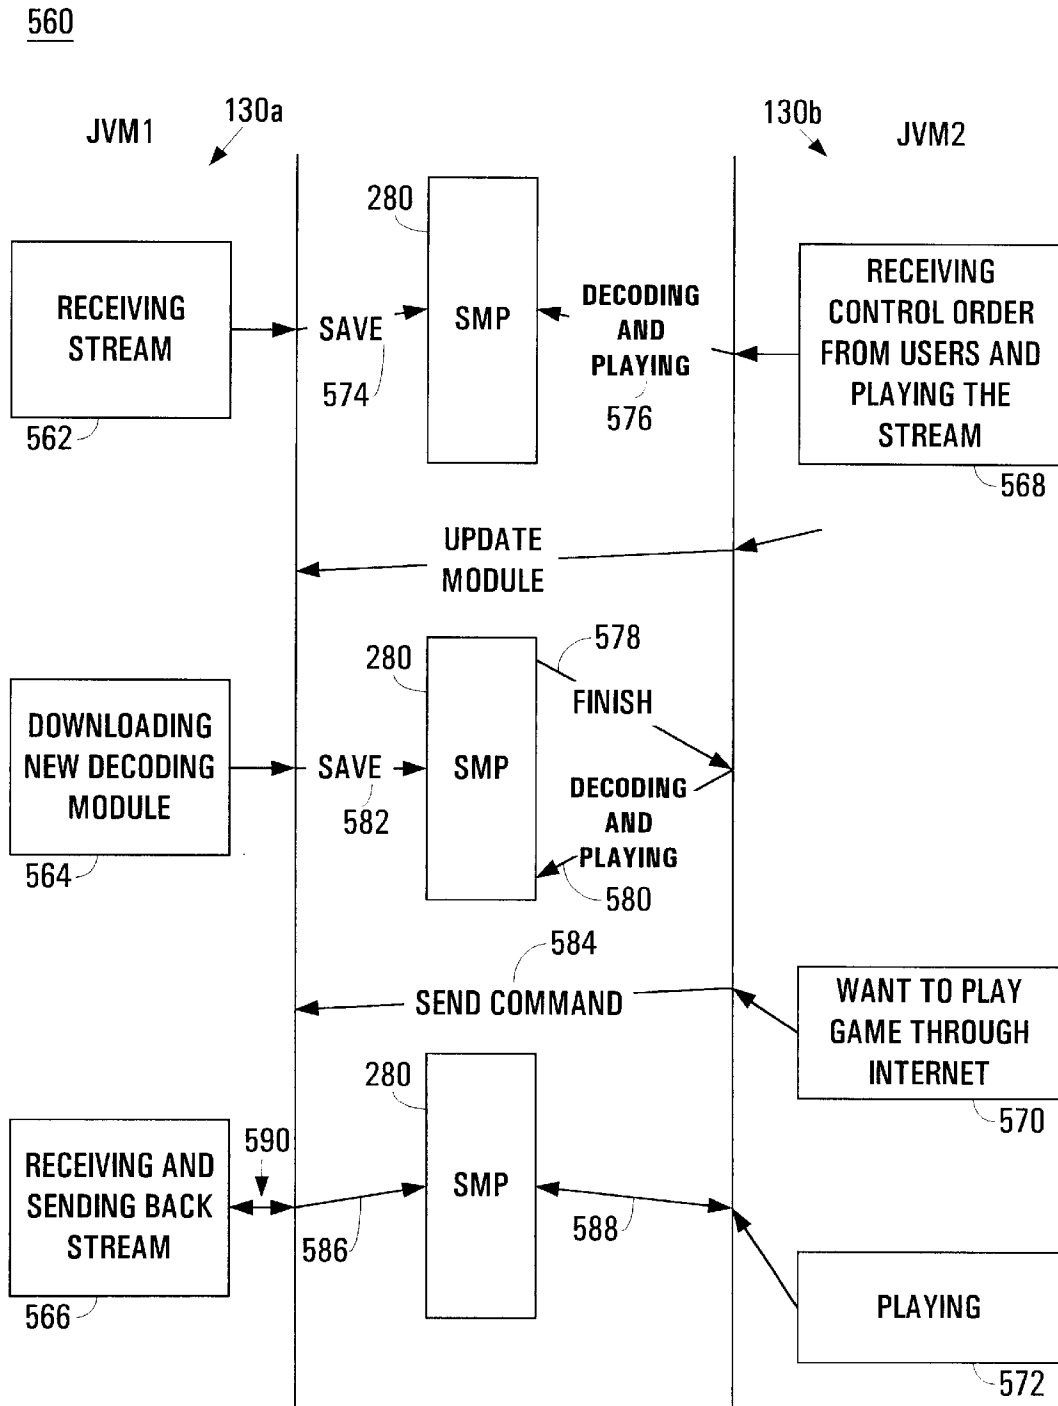 560
JVM1
130a
130b
JVM2
280
RECEIVING
STREAM
562
SAVE
574
SMP
DECODING
AND
PLAYING
576
RECEIVING
CONTROL ORDER
FROM USERS AND
PLAYING THE
STREAM
568
UPDATE
MODULE
280
578
FINISH
DOWNLOADING
NEW DECODING
MODULE
564
SAVE
582
SMP
DECODING
AND
PLAYING
580
584
SEND COMMAND
WANT TO PLAY
GAME THROUGH
INTERNET
570
280
590
RECEIVING AND
SENDING BACK
STREAM
566
586
SMP
588
PLAYING
572